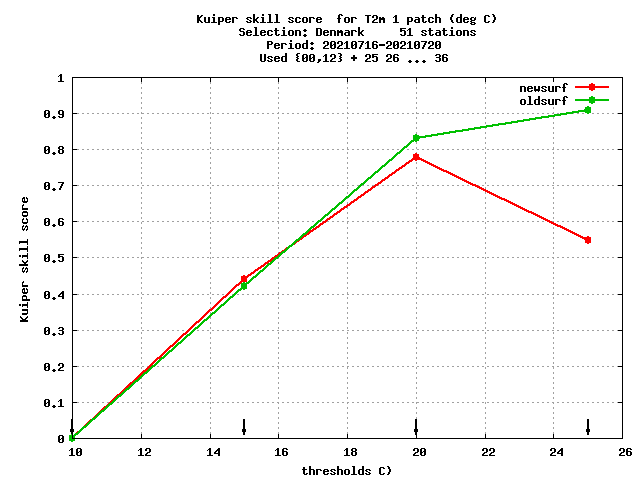 Kuiper skill score for T2m 1 patch (deg C)
Selection: Denmark 51 stations
Period: 20210716-20210720
Used {00,12} + 25 26 ... 36
newsurf
oldsurf
Kuiper skill score
1
0.9
0.8
0.7
0.6
0.5
0.4
0.3
0.2
0.1
0
10 12 14 16 18 20 22 24 26
thresholds C)